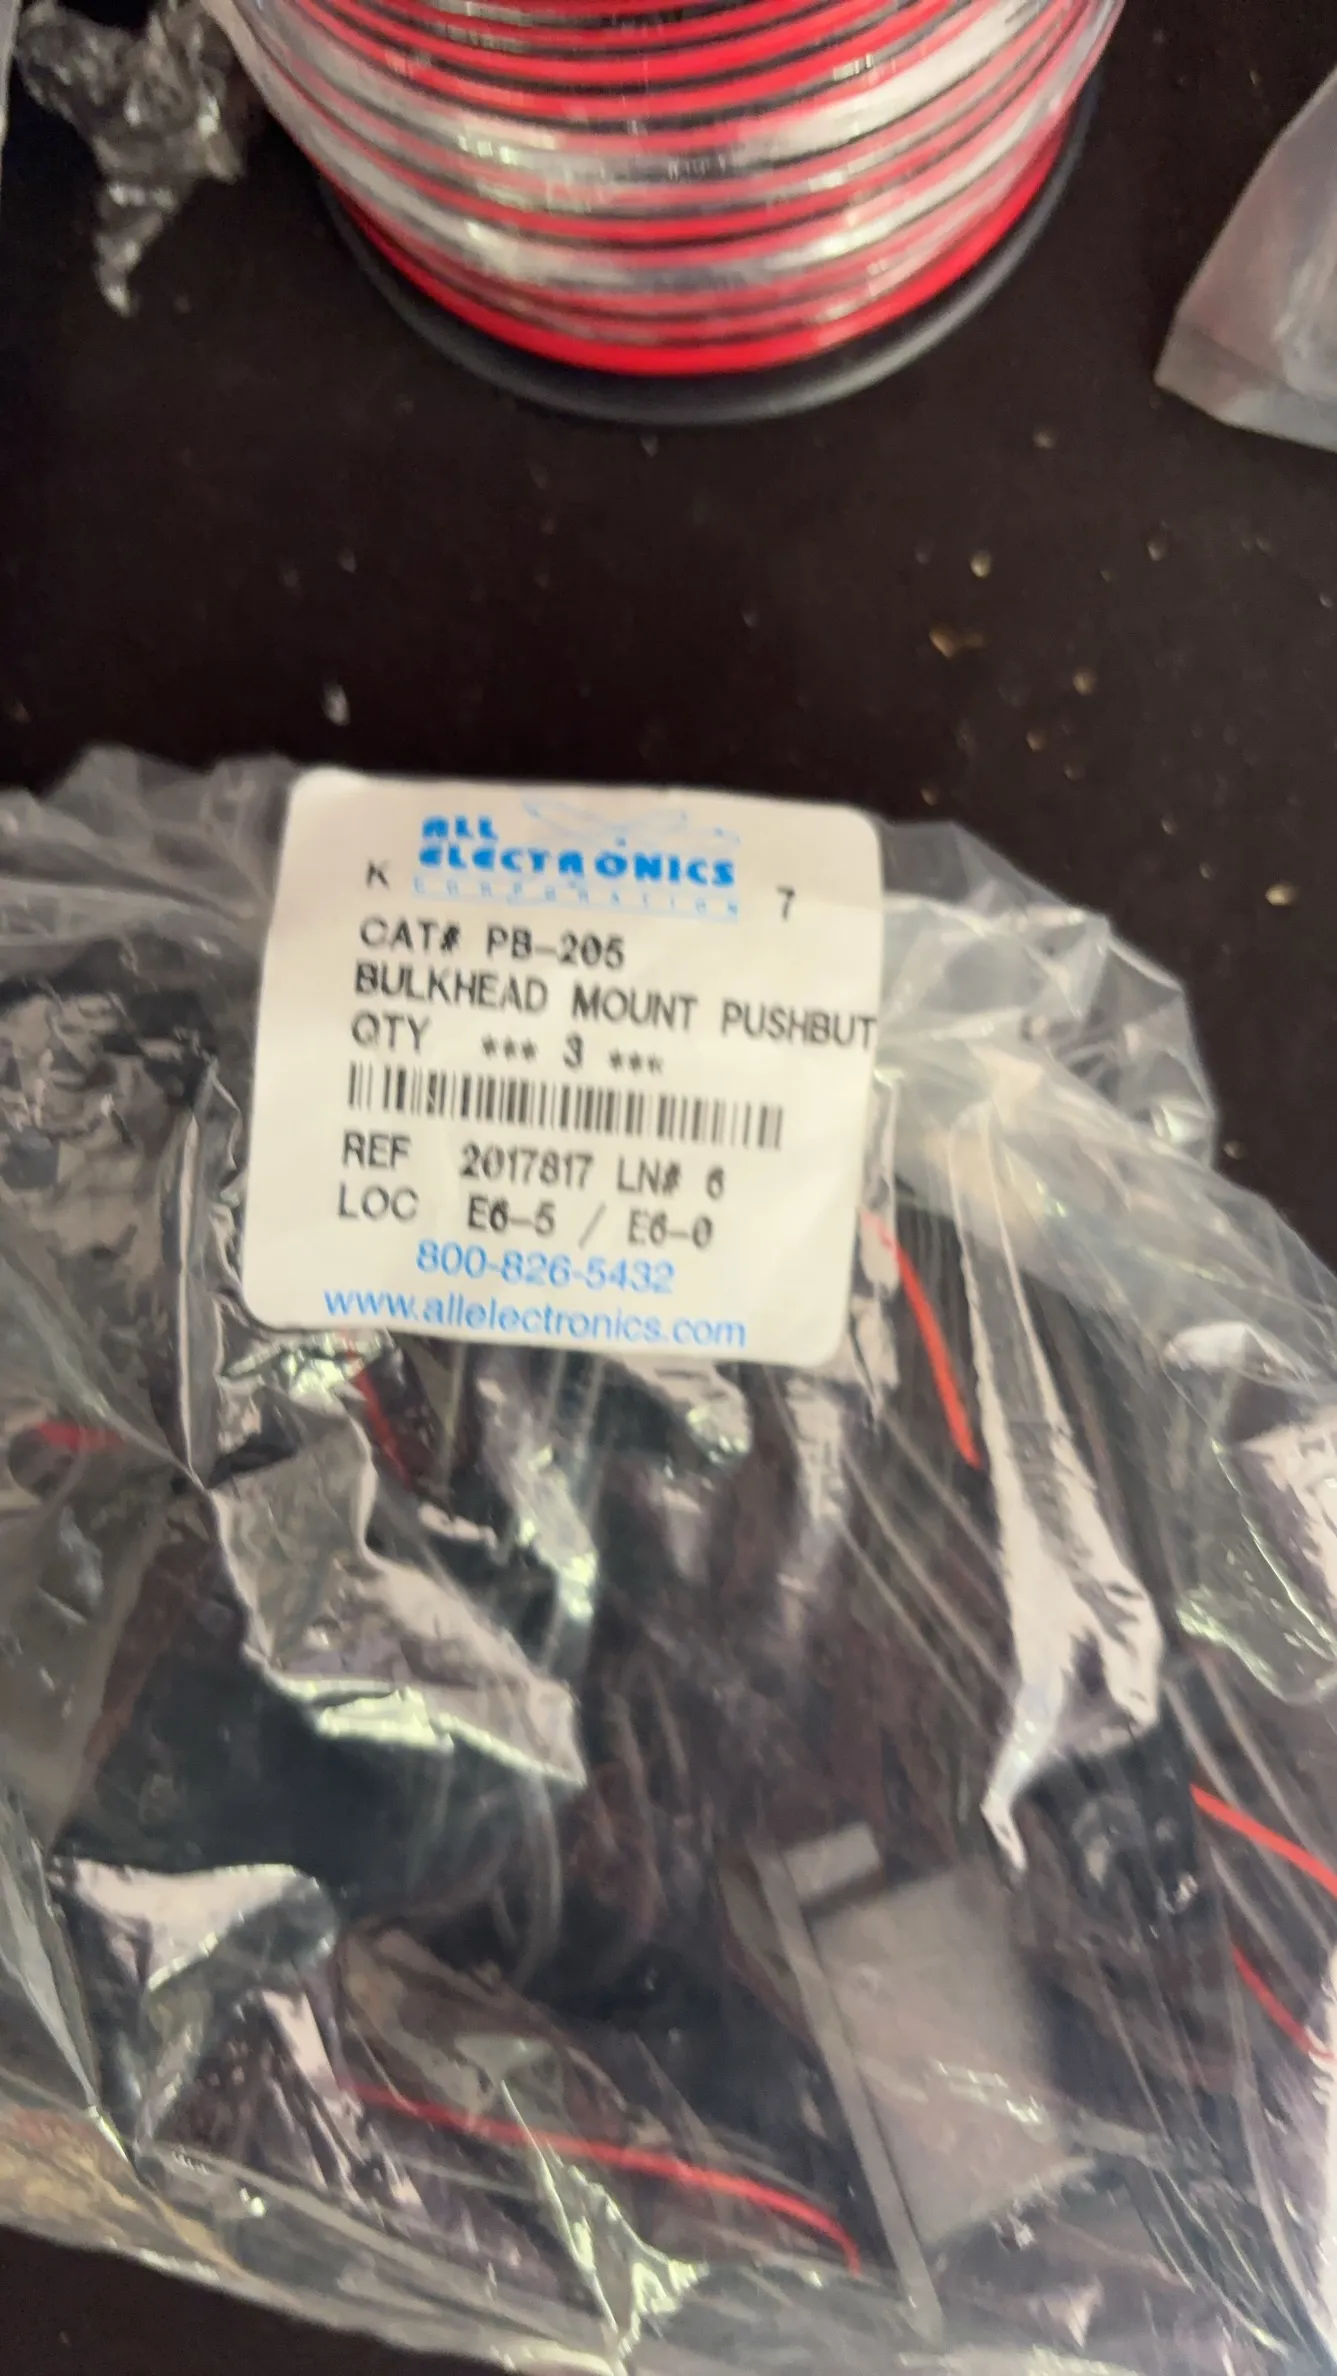 ALL
ELECTRONICS
CORPORATION
K 7
CAT# PB-205
BULKHEAD MOUNT PUSHBUT
QTY *** 3 ***
REF 2017817 LN# 6
LOC E6-5 / E6-0
800-826-5432
www.allelectronics.com